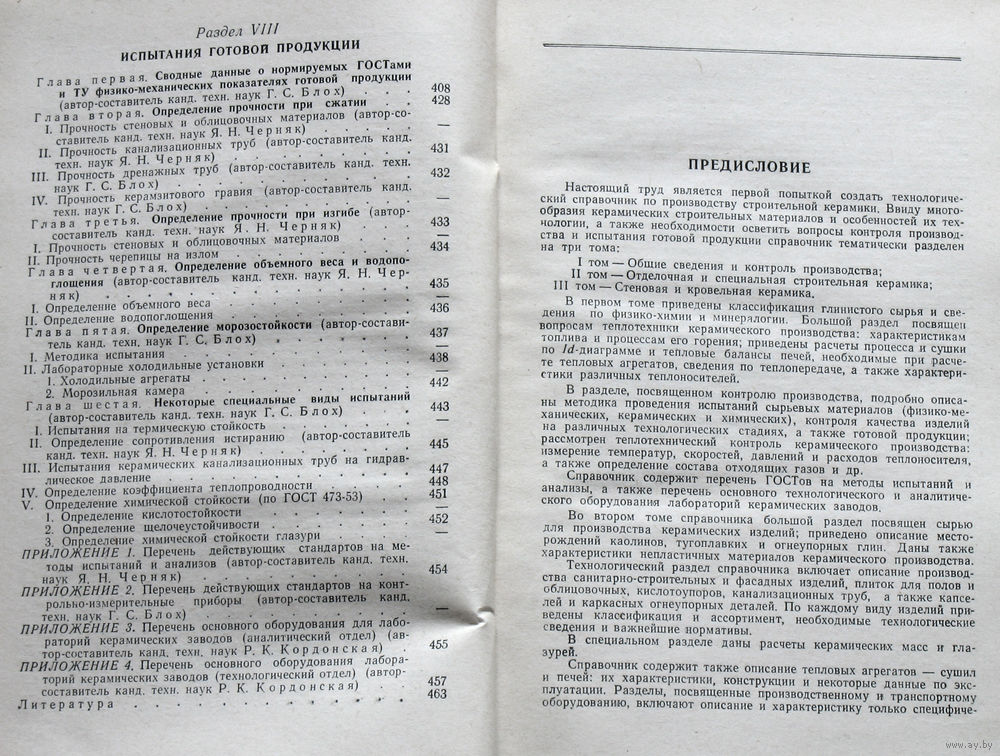 Раздел VIII
ИСПЫТАНИЯ ГОТОВОЙ ПРОДУКЦИИ
Глава первая. Сводные данные о нормируемых ГОСТами
и ТУ физико-механических показателях готовой продукции
(автор-составитель канд. техн. наук Г. С. Блох) . . . 408
Глава вторая. Определение прочности при сжатии . . 428
I. Прочность стеновых и облицовочных материалов (автор-со-
ставитель канд. техн. наук Я. Н. Черняк) . . . . . —
II. Прочность канализационных труб (автор-составитель канд.
техн. наук Я. Н. Черняк) . . . . . . . . 431
III. Прочность дренажных труб (автор-составитель канд. техн.
наук Г. С. Блох) . . . . . . . . . . 432
IV. Прочность керамзитового гравия (автор-составитель канд.
техн. наук Г. С. Блох) . . . . . . . . . —
Глава третья. Определение прочности при изгибе (автор-
составитель канд. техн. наук Я. Н. Черняк) . . . . 433
I. Прочность стеновых и облицовочных материалов . . . —
II. Прочность черепицы на излом . . . . . . . 434
Глава четвертая. Определение объемного веса и водопо-
глощения (автор-составитель канд. техн. наук Я. Н. Чер-
няк) . . . . . . . . . . . . 435
I. Определение объемного веса . . . . . . . —
II. Определение водопоглощения . . . . . . . 436
Глава пятая. Определение морозостойкости (автор-состави-
тель канд. техн. наук Г. С. Блох) . . . . . . 437
I. Методика испытания . . . . . . . . . —
II. Лабораторные холодильные установки . . . . . 438
1. Холодильные агрегаты . . . . . . . . —
2. Морозильная камера . . . . . . . . 442
Глава шестая. Некоторые специальные виды испытаний
(автор-составитель канд. техн. наук Г. С. Блох) . . . 443
I. Испытания на термическую стойкость . . . . . —
II. Определение сопротивления истиранию (автор-составитель
канд. техн. наук Я. Н. Черняк) . . . . . . . 445
III. Испытания керамических канализационных труб на гидрав-
лическое давление . . . . . . . . . . 447
IV. Определение коэффициента теплопроводности . . . . 448
V. Определение химической стойкости (по ГОСТ 473-53) . . 451
1. Определение кислотостойкости . . . . . . —
2. Определение щелочеустойчивости . . . . . . 452
3. Определение химической стойкости глазури . . . . —
ПРИЛОЖЕНИЕ 1. Перечень действующих стандартов на ме-
тоды испытаний и анализов (автор-составитель канд. техн.
наук Я. Н. Черняк) . . . . . . . . . 454
ПРИЛОЖЕНИЕ 2. Перечень действующих стандартов на конт-
рольно-измерительные приборы (автор-составитель канд.
техн. наук Г. С. Блох) . . . . . . . . . —
ПРИЛОЖЕНИЕ 3. Перечень основного оборудования для лабо-
раторий керамических заводов (аналитический отдел) (ав-
тор-составитель канд. техн. наук Р. К. Кордонская) . 455
ПРИЛОЖЕНИЕ 4. Перечень основного оборудования лабора-
торий керамических заводов (технологический отдел) (автор-
составитель канд. техн. наук Р. К. Кордонская) . . 457
Литература . . . . . . . . . . . . 463
ПРЕДИСЛОВИЕ
Настоящий труд является первой попыткой создать технологиче-
ский справочник по производству строительной керамики. Ввиду много-
образия керамических строительных материалов и особенностей их тех-
нологии, а также необходимости осветить вопросы контроля производ-
ства и испытания готовой продукции справочник тематически разделен
на три тома:
I том — Общие сведения и контроль производства;
II том — Отделочная и специальная строительная керамика;
III том — Стеновая и кровельная керамика.
В первом томе приведены классификация глинистого сырья и све-
дения по физико-химии и минералогии. Большой раздел посвящен
вопросам теплотехники керамического производства: характеристикам
топлива и процессам его горения; приведены расчеты процесса и сушки
по Id-диаграмме и тепловые балансы печей, необходимые при расче-
те тепловых агрегатов, сведения по теплопередаче, а также характери-
стики различных теплоносителей.
В разделе, посвященном контролю производства, подробно описа-
ны методика проведения испытаний сырьевых материалов (физико-ме-
ханических, керамических и химических), контроля качества изделий
на различных технологических стадиях, а также готовой продукции;
рассмотрен теплотехнический контроль керамического производства:
измерение температур, скоростей, давлений и расходов теплоносителя,
а также определение состава отходящих газов и др.
Справочник содержит перечень ГОСТов на методы испытаний и
анализы, а также перечень основного технологического и аналитиче-
ского оборудования лабораторий керамических заводов.
Во втором томе справочника большой раздел посвящен сырью
для производства керамических изделий; приведено описание место-
рождений каолинов, тугоплавких и огнеупорных глин. Даны также
характеристики непластичных материалов керамического производства.
Технологический раздел справочника включает описание производ-
ства санитарно-строительных и фасадных изделий, плиток для полов и
облицовочных, кислотоупоров, канализационных труб, а также капсе-
лей и каркасных огнеупорных деталей. По каждому виду изделий при-
ведены классификация и ассортимент, необходимые технологические
сведения и важнейшие нормативы.
В специальном разделе даны расчеты керамических масс и гла-
зурей.
Справочник содержит также описание тепловых агрегатов — сушил
и печей: их характеристики, конструкции и некоторые данные по экс-
плуатации. Разделы, посвященные производственному и транспортному
оборудованию, включают описание и характеристику только специфиче-
www.ay.by